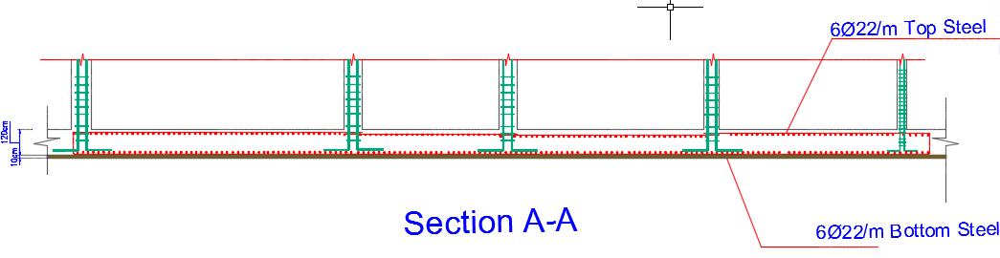 6Ø22/m Top Steel
120cm
10cm
Section A-A
6Ø22/m Bottom Steel